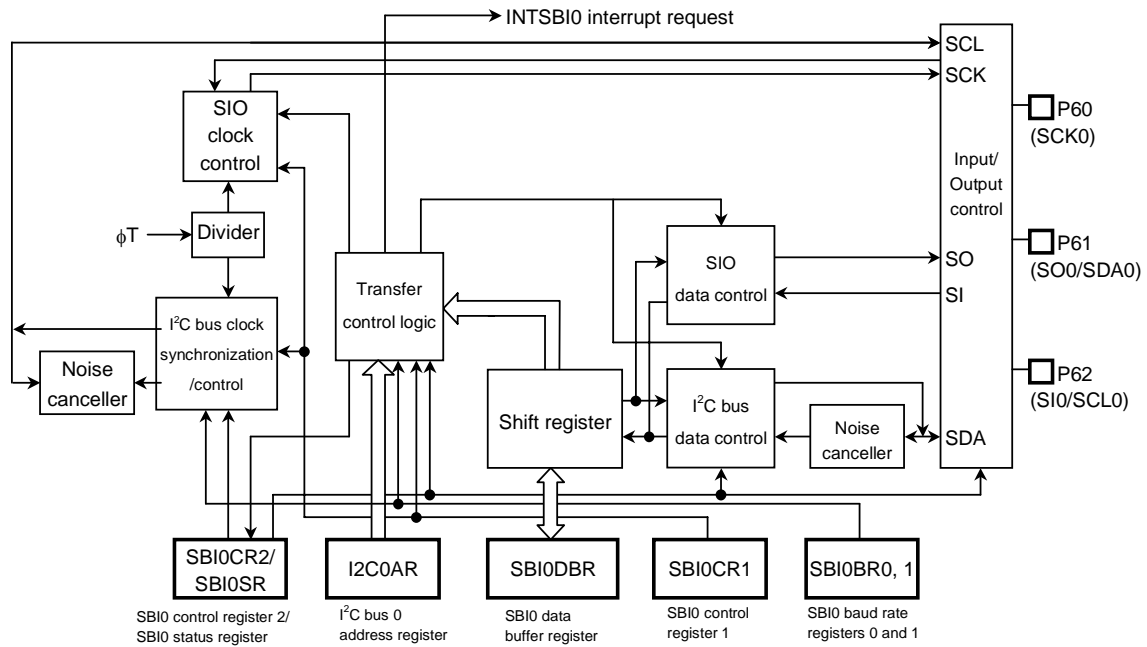 INTSBI0 interrupt request
SCL
SCK
SIO
clock
control
P60
(SCK0)
Input/
Output
control
φT
Divider
P61
(SO0/SDA0)
SO
SI
SIO
data control
Transfer
control logic
I²C bus clock
synchronization
/control
Noise
canceller
P62
(SI0/SCL0)
Shift register
I²C bus
data control
Noise
canceller
SDA
SBI0CR2/
SBI0SR
I2C0AR
SBI0DBR
SBI0CR1
SBI0BR0, 1
SBI0 control register 2/
SBI0 status register
I²C bus 0
address register
SBI0 data
buffer register
SBI0 control
register 1
SBI0 baud rate
registers 0 and 1